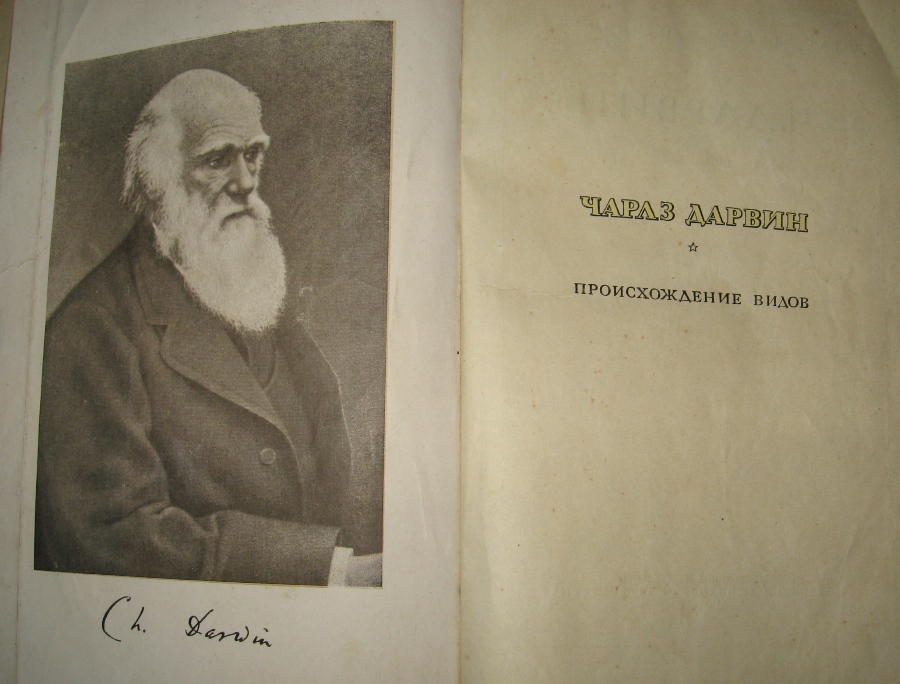 Ch. Darwin
ЧАРЛЗ ДАРВИН
ПРОИСХОЖДЕНИЕ ВИДОВ